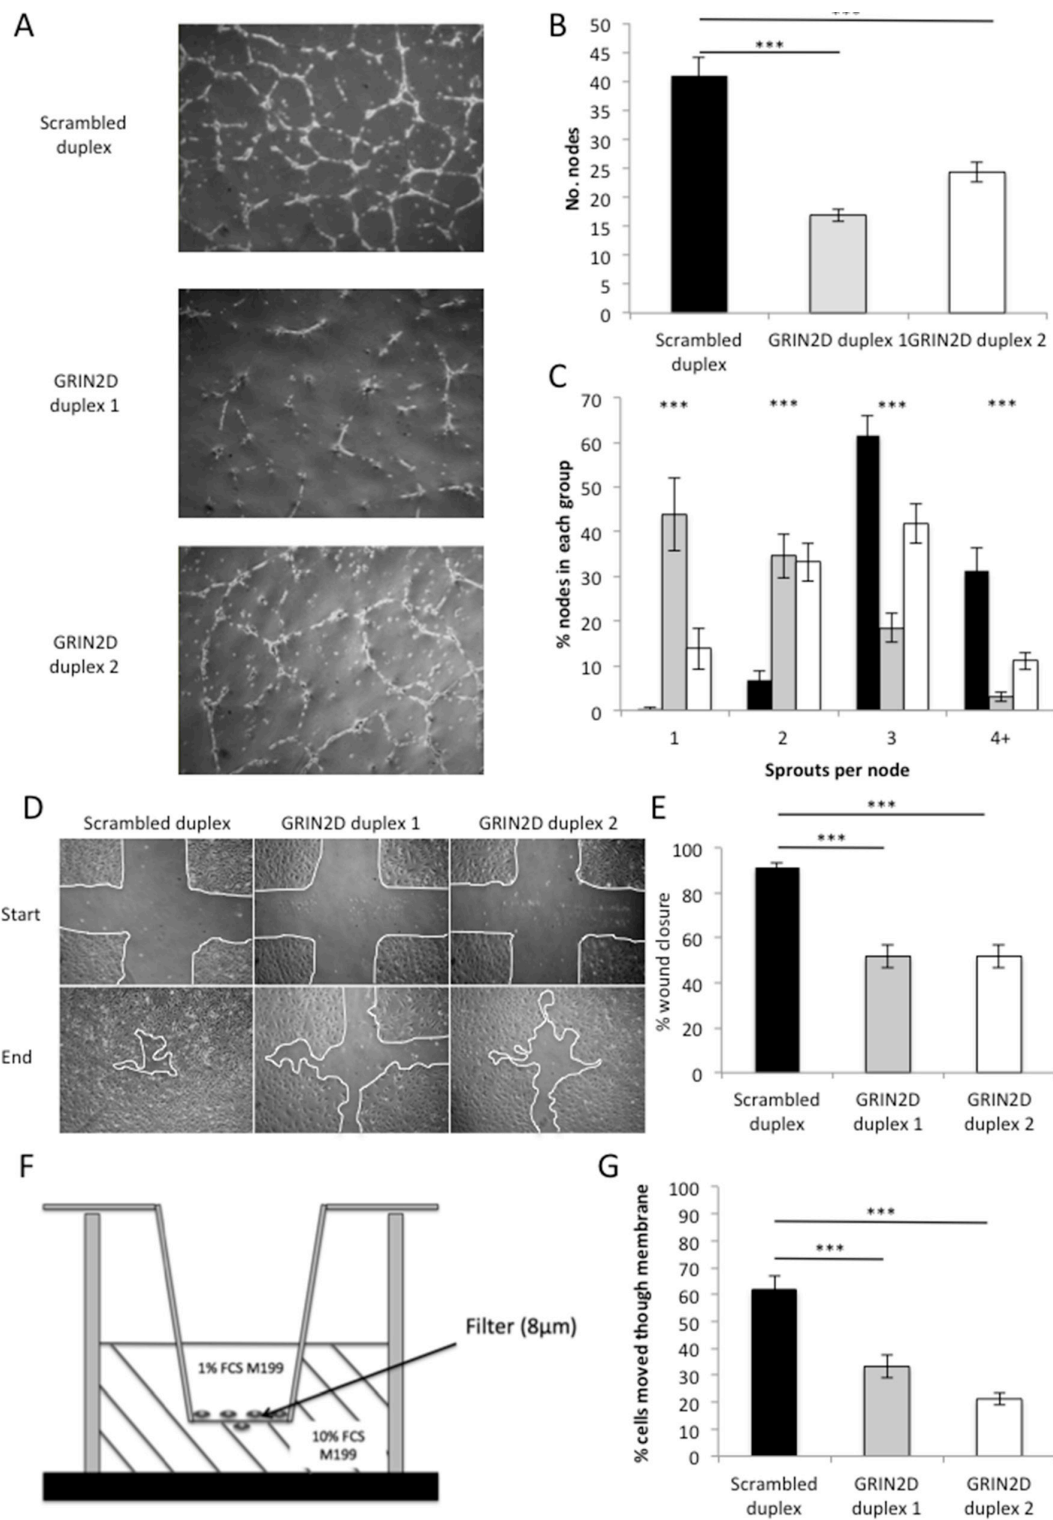 A
Scrambled
duplex
GRIN2D
duplex 1
GRIN2D
duplex 2
B
No. nodes
50
45
40
35
30
25
20
15
10
5
0
***
***
Scrambled
duplex
GRIN2D duplex 1
GRIN2D duplex 2
C
% nodes in each group
70
60
50
40
30
20
10
0
*** *** *** ***
1 2 3 4+
Sprouts per node
D
Scrambled duplex GRIN2D duplex 1 GRIN2D duplex 2
Start
End
E
% wound closure
100
80
60
40
20
0
***
***
Scrambled
duplex
GRIN2D
duplex 1
GRIN2D
duplex 2
F
1% FCS M199
10% FCS
M199
Filter (8μm)
G
% cells moved though membrane
100
90
80
70
60
50
40
30
20
10
0
***
***
Scrambled
duplex
GRIN2D
duplex 1
GRIN2D
duplex 2